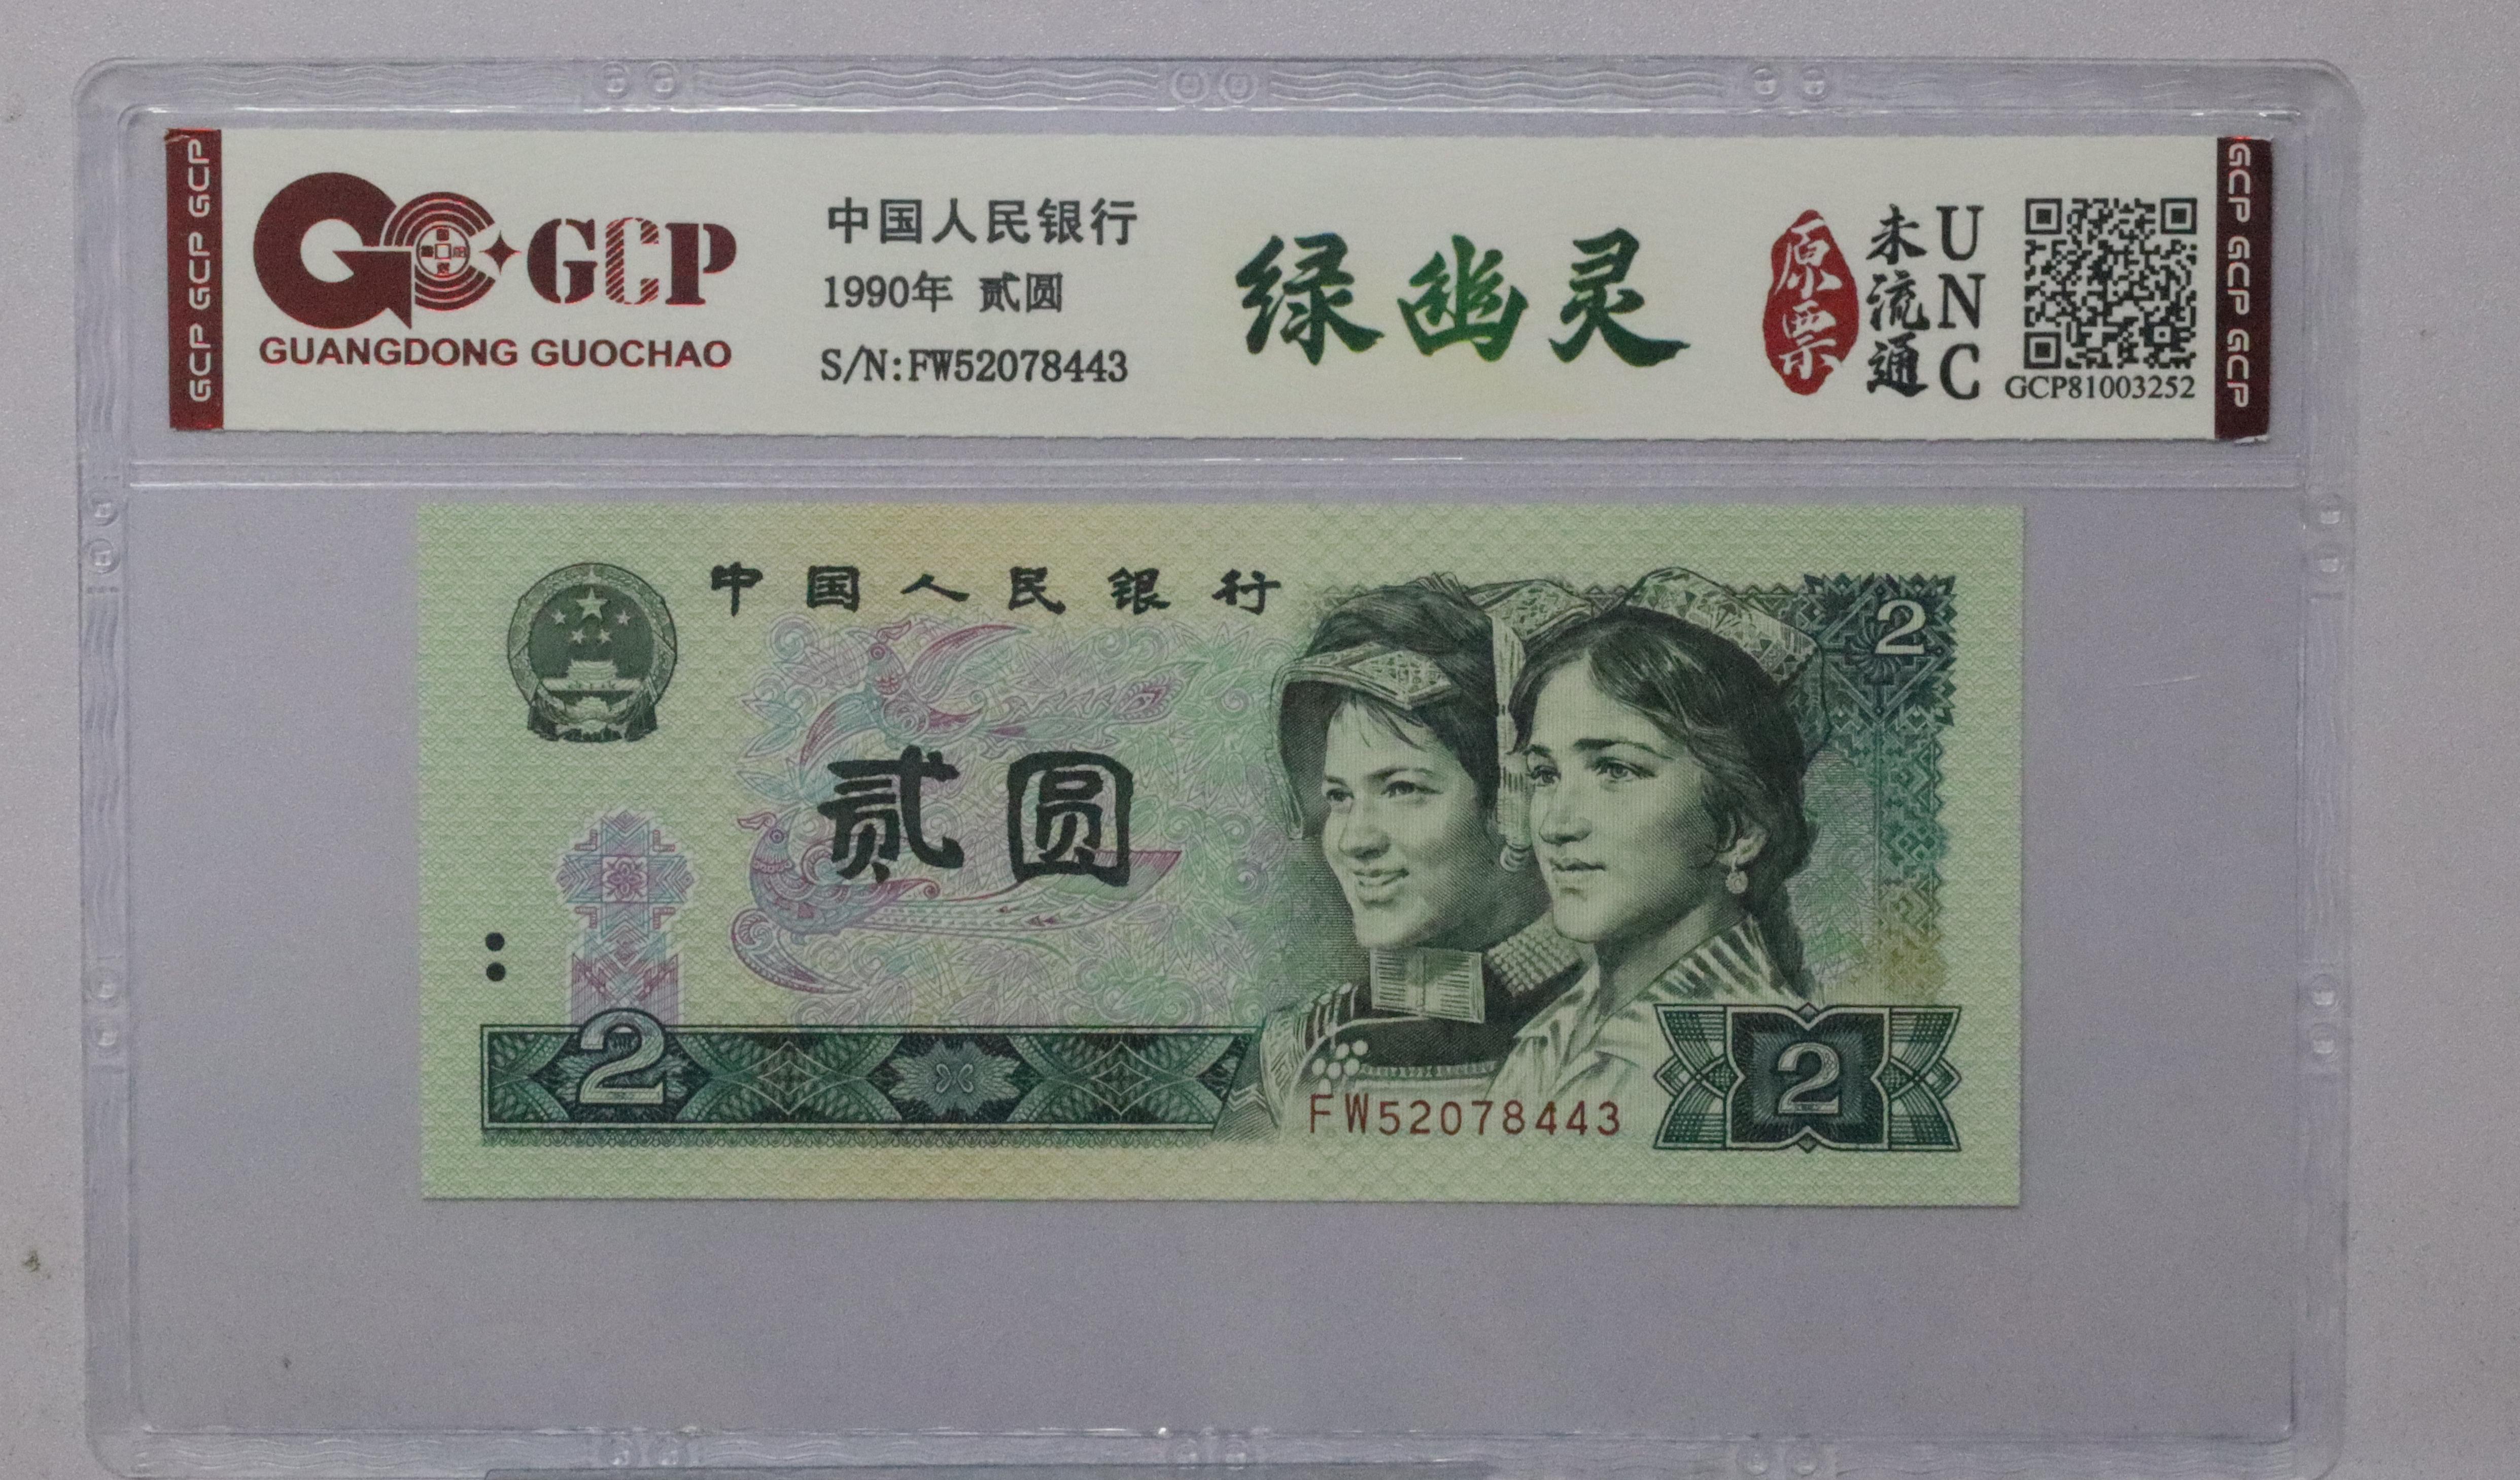 GCP GCP GCP
GCP
GUANGDONG GUOCHAO
中国人民银行
1990年 贰圆
S/N:FW52078443
绿幽灵
原票
未流通
UNC
GCP81003252
GCP GCP GCP
中国人民银行
2
贰圆
2
FW52078443
2